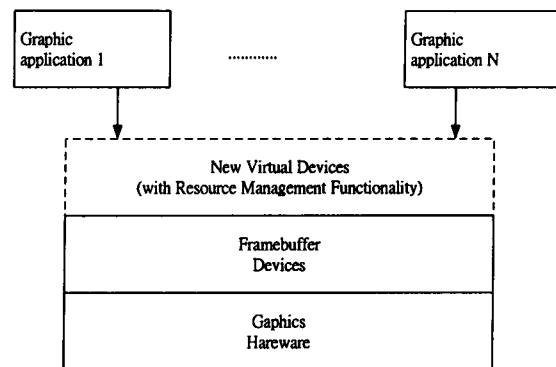 Graphic
application 1
............
Graphic
application N
New Virtual Devices
(with Resource Management Functionality)
Framebuffer
Devices
Gaphics
Hareware